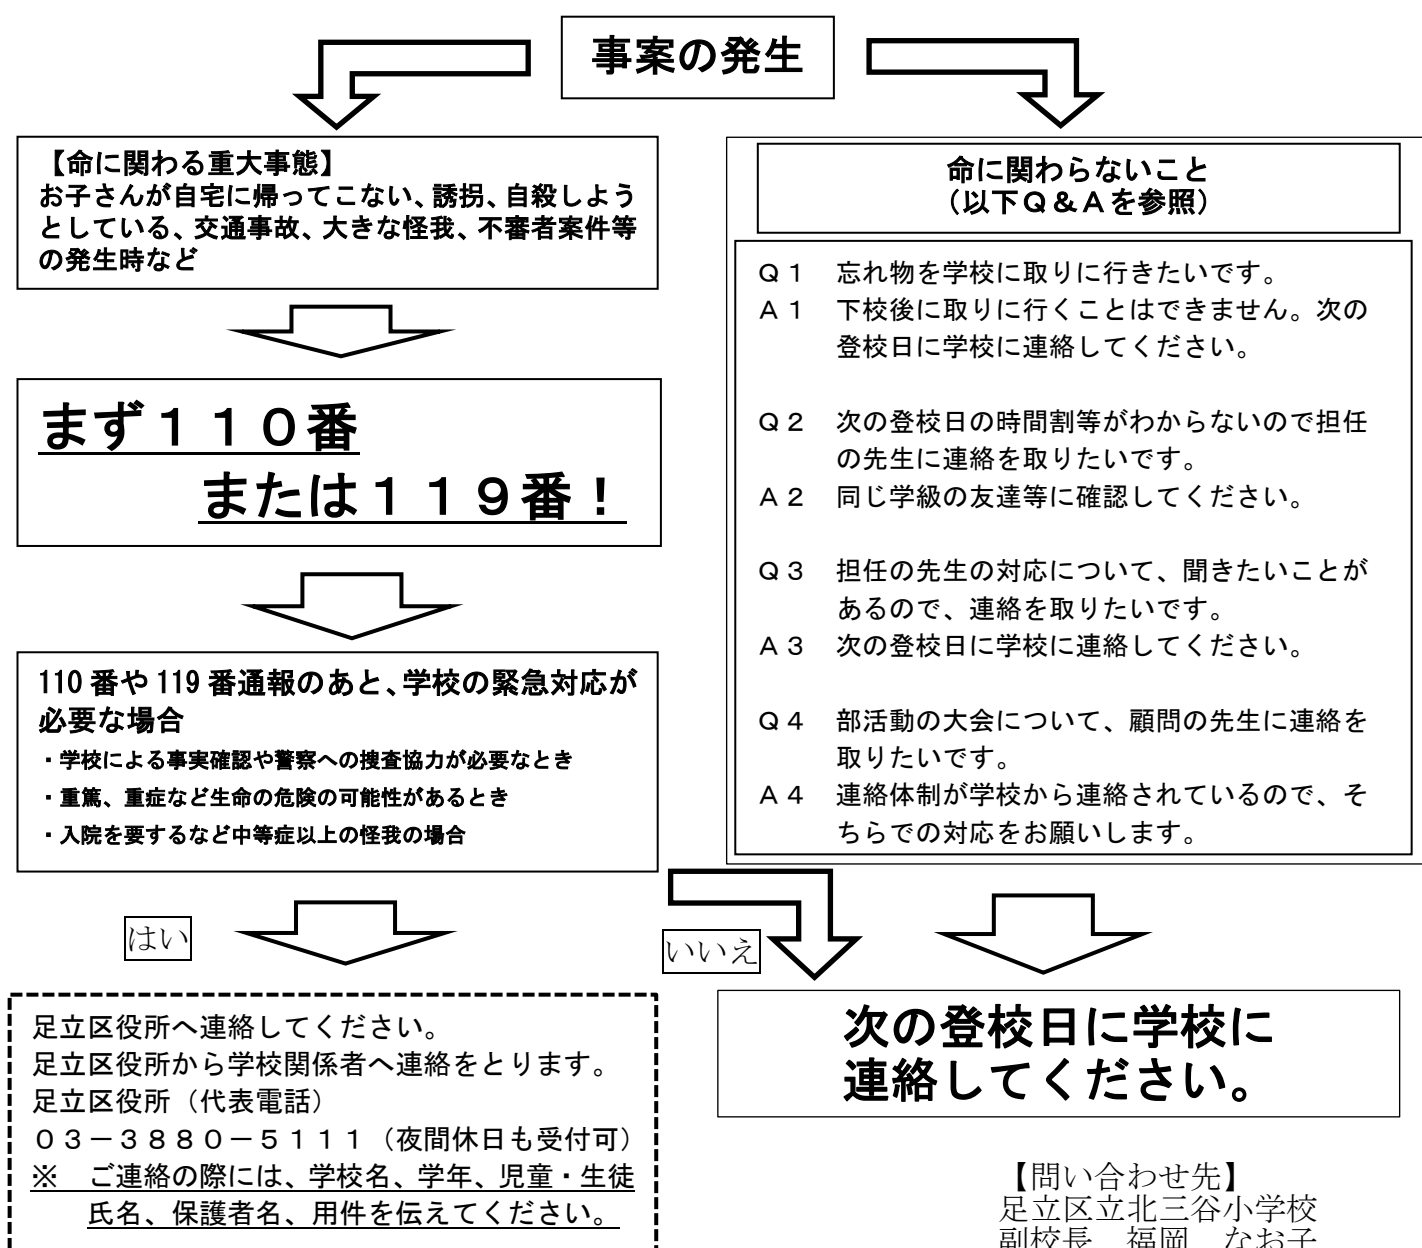 事案の発生
【命に関わる重大事態】
お子さんが自宅に帰ってこない、誘拐、自殺しよう
としている、交通事故、大きな怪我、不審者案件等
の発生時など
まず１１０番
または１１９番！
110番や119番通報のあと、学校の緊急対応が
必要な場合
・学校による事実確認や警察への捜査協力が必要なとき
・重篤、重症など生命の危険の可能性があるとき
・入院を要するなど中等症以上の怪我の場合
はい
いいえ
足立区役所へ連絡してください。
足立区役所から学校関係者へ連絡をとります。
足立区役所（代表電話）
０３－３８８０－５１１１（夜間休日も受付可）
※　ご連絡の際には、学校名、学年、児童・生徒
氏名、保護者名、用件を伝えてください。
命に関わらないこと
（以下Ｑ＆Ａを参照）
Ｑ１　忘れ物を学校に取りに行きたいです。
Ａ１　下校後に取りに行くことはできません。次の
登校日に学校に連絡してください。
Ｑ２　次の登校日の時間割等がわからないので担任
の先生に連絡を取りたいです。
Ａ２　同じ学級の友達等に確認してください。
Ｑ３　担任の先生の対応について、聞きたいことが
あるので、連絡を取りたいです。
Ａ３　次の登校日に学校に連絡してください。
Ｑ４　部活動の大会について、顧問の先生に連絡を
取りたいです。
Ａ４　連絡体制が学校から連絡されているので、そ
ちらでの対応をお願いします。
次の登校日に学校に
連絡してください。
【問い合わせ先】
足立区立北三谷小学校
副校長　福岡　なお子